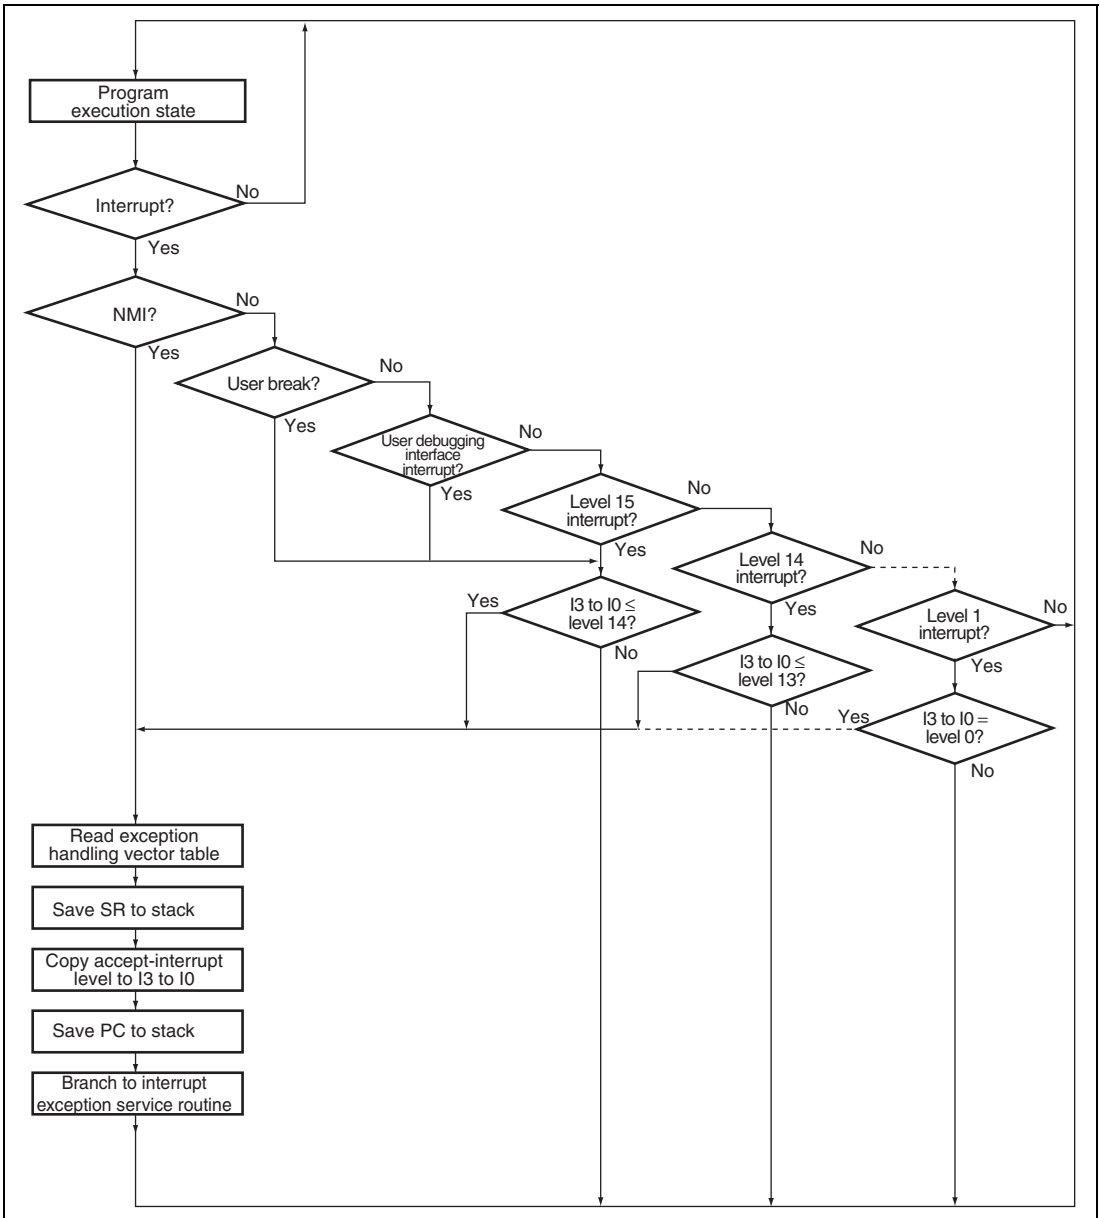 Program
execution state
Interrupt?
No
Yes
NMI?
No
Yes
User break?
No
Yes
User debugging
interface
interrupt?
No
Yes
Level 15
interrupt?
No
Yes
Level 14
interrupt?
No
Yes
Level 1
interrupt?
No
Yes
I3 to I0 ≤
level 14?
Yes
No
I3 to I0 ≤
level 13?
No
I3 to I0 =
level 0?
Yes
No
Read exception
handling vector table
Save SR to stack
Copy accept-interrupt
level to I3 to I0
Save PC to stack
Branch to interrupt
exception service routine